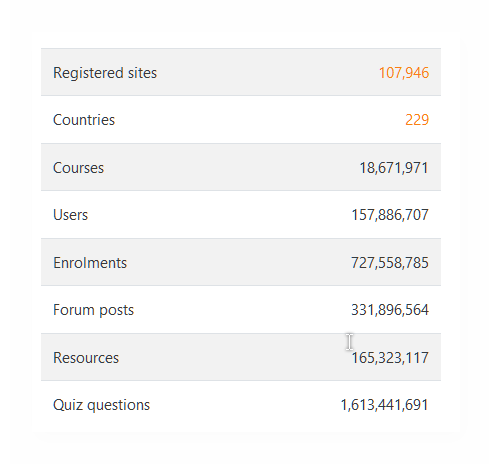 Registered sites 107,946
Countries 229
Courses 18,671,971
Users 157,886,707
Enrolments 727,558,785
Forum posts 331,896,564
Resources 165,323,117
Quiz questions 1,613,441,691